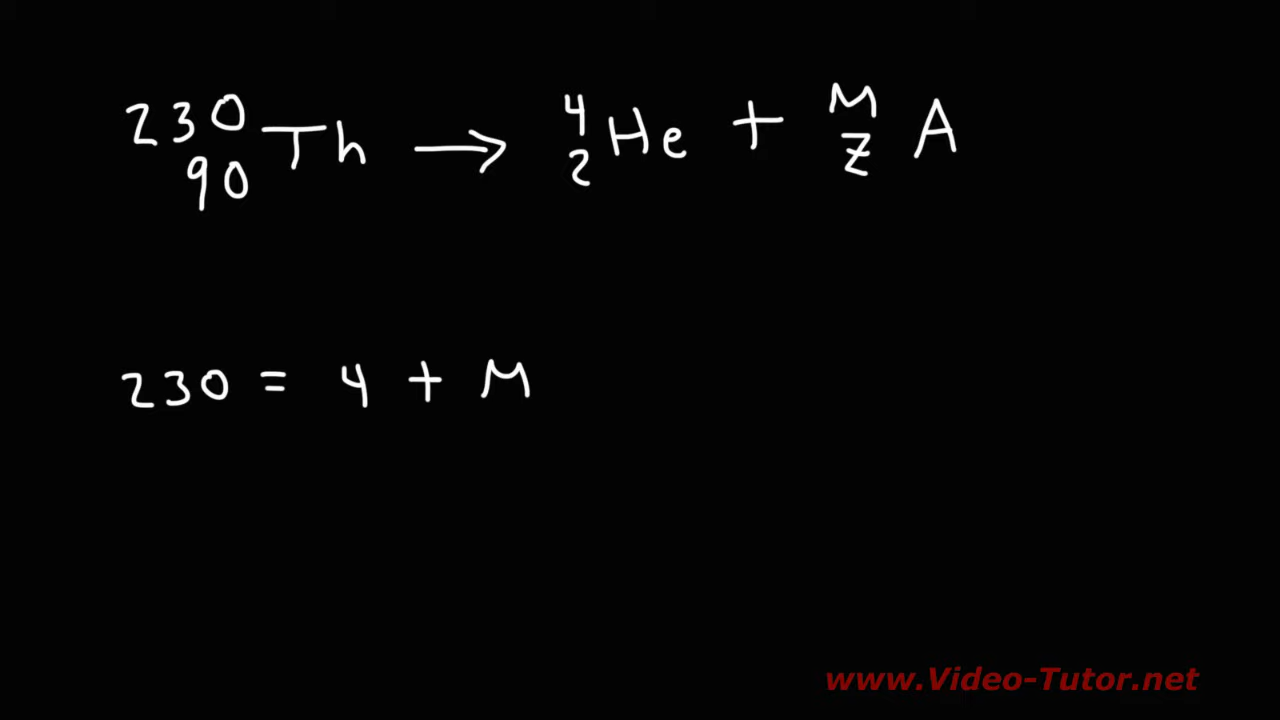 230 90 Th → 4 2 He + M Z A
230 = 4 + M
www.Video-Tutor.net